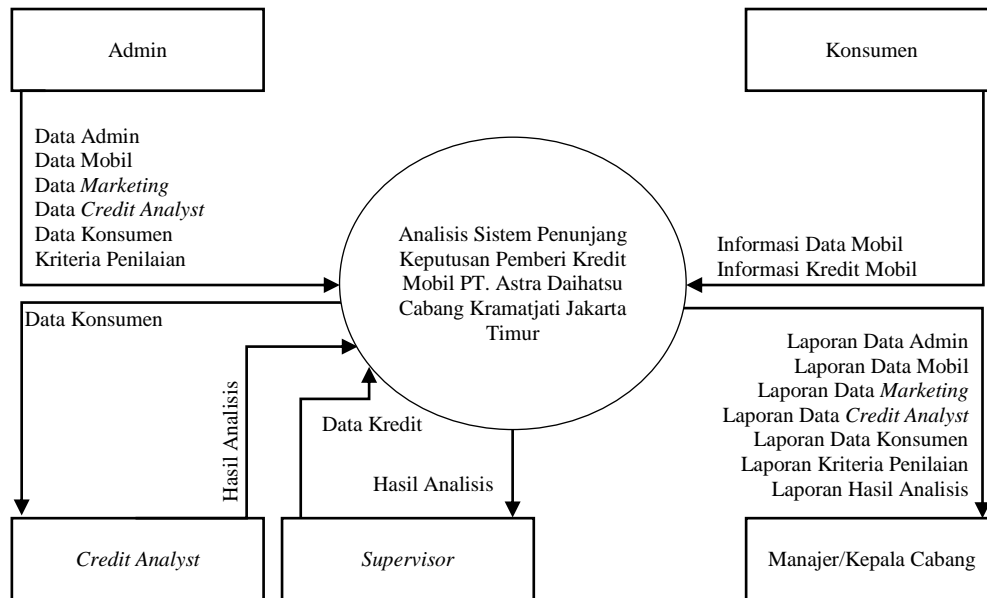 Admin
Konsumen
Data Admin
Data Mobil
Data Marketing
Data Credit Analyst
Data Konsumen
Kriteria Penilaian
Analisis Sistem Penunjang
Keputusan Pemberi Kredit
Mobil PT. Astra Daihatsu
Cabang Kramatjati Jakarta
Timur
Informasi Data Mobil
Informasi Kredit Mobil
Data Konsumen
Hasil Analisis
Data Kredit
Hasil Analisis
Laporan Data Admin
Laporan Data Mobil
Laporan Data Marketing
Laporan Data Credit Analyst
Laporan Data Konsumen
Laporan Kriteria Penilaian
Laporan Hasil Analisis
Credit Analyst
Supervisor
Manajer/Kepala Cabang